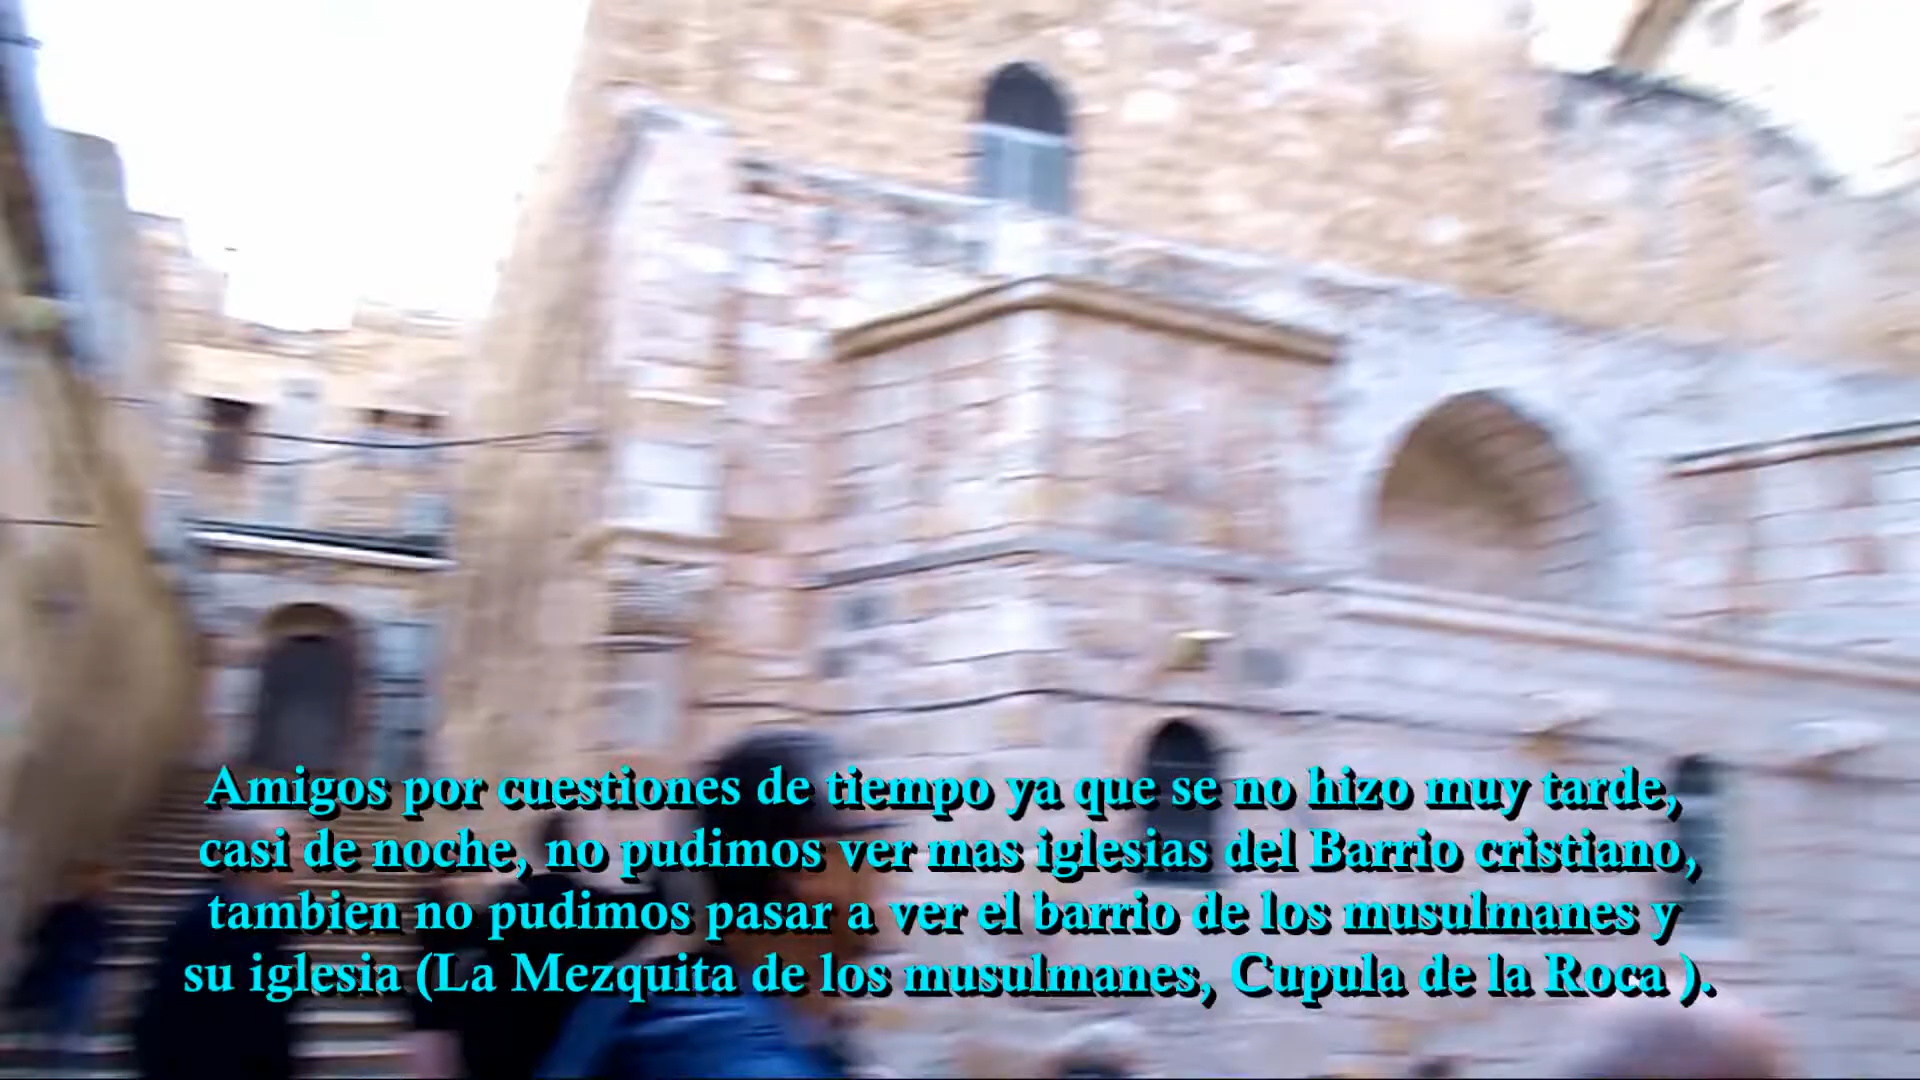 Amigos por cuestiones de tiempo ya que se no hizo muy tarde,
casi de noche, no pudimos ver mas iglesias del Barrio cristiano,
tambien no pudimos pasar a ver el barrio de los musulmanes y
su iglesia (La Mezquita de los musulmanes, Cupula de la Roca ).